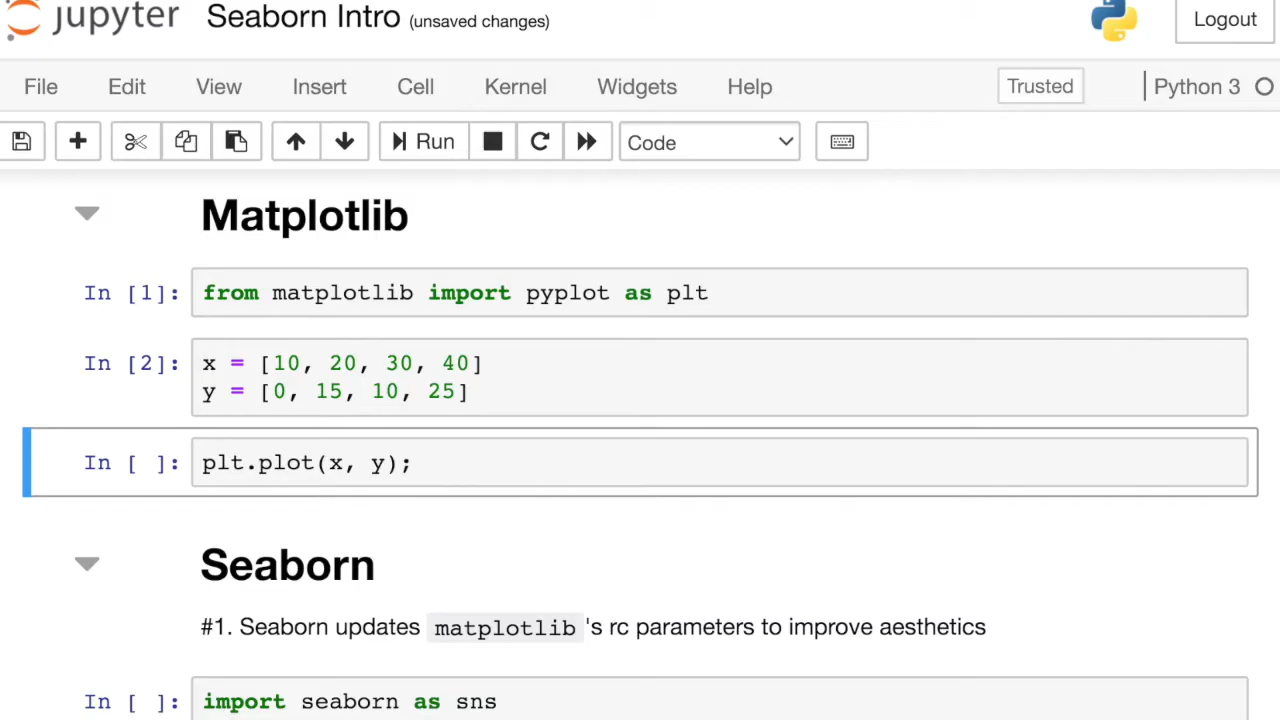 jupyter Seaborn Intro (unsaved changes) Logout
File Edit View Insert Cell Kernel Widgets Help Trusted Python 3
Run Code
Matplotlib
In [1]: from matplotlib import pyplot as plt
In [2]: x = [10, 20, 30, 40]
y = [0, 15, 10, 25]
In [ ]: plt.plot(x, y);
Seaborn
#1. Seaborn updates matplotlib's rc parameters to improve aesthetics
In [ ]: import seaborn as sns